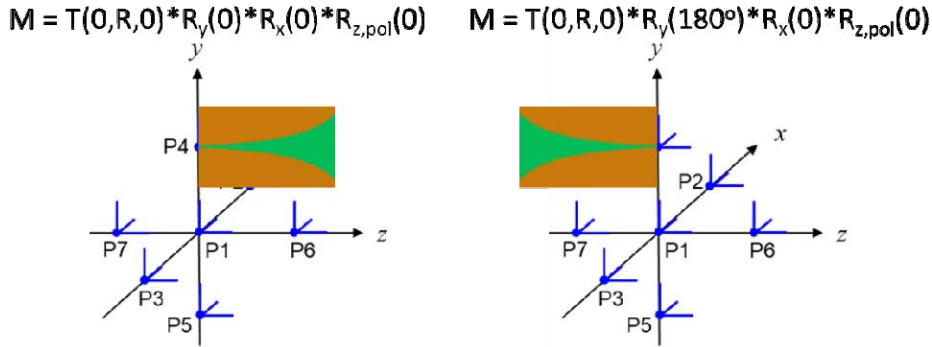 M = T(0,R,0)*Ry(0)*Rx(0)*Rz,pol(0)
M = T(0,R,0)*Ry(180º)*Rx(0)*Rz,pol(0)
y
y
P4
x
P2
z
z
P7
P1
P6
P7
P1
P6
P3
P3
P5
P5